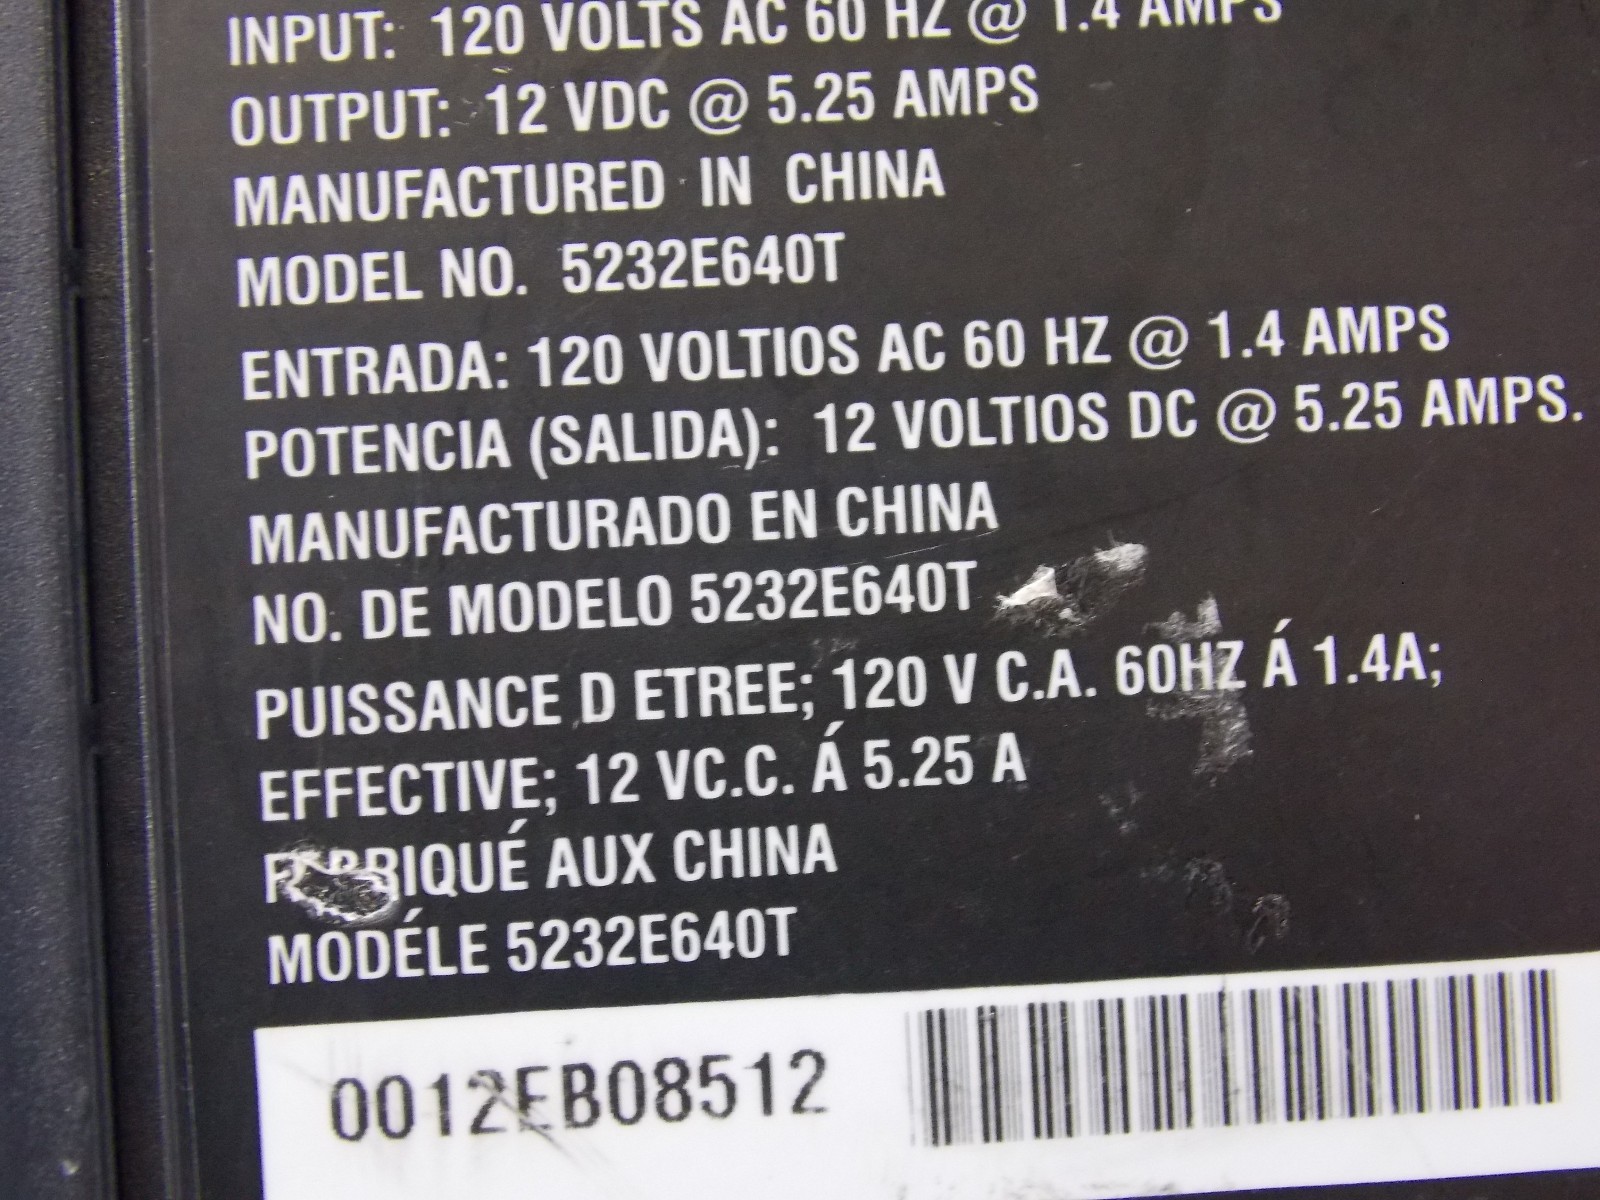 INPUT: 120 VOLTS AC 60 HZ @ 1.4 AMPS
OUTPUT: 12 VDC @ 5.25 AMPS
MANUFACTURED IN CHINA
MODEL NO. 5232E640T
ENTRADA: 120 VOLTIOS AC 60 HZ @ 1.4 AMPS
POTENCIA (SALIDA): 12 VOLTIOS DC @ 5.25 AMPS.
MANUFACTURADO EN CHINA
NO. DE MODELO 5232E640T
PUISSANCE D ETREE; 120 V C.A. 60HZ Á 1.4A;
EFFECTIVE; 12 VC.C. Á 5.25 A
FABRIQUÉ AUX CHINA
MODÉLE 5232E640T
0012EB08512